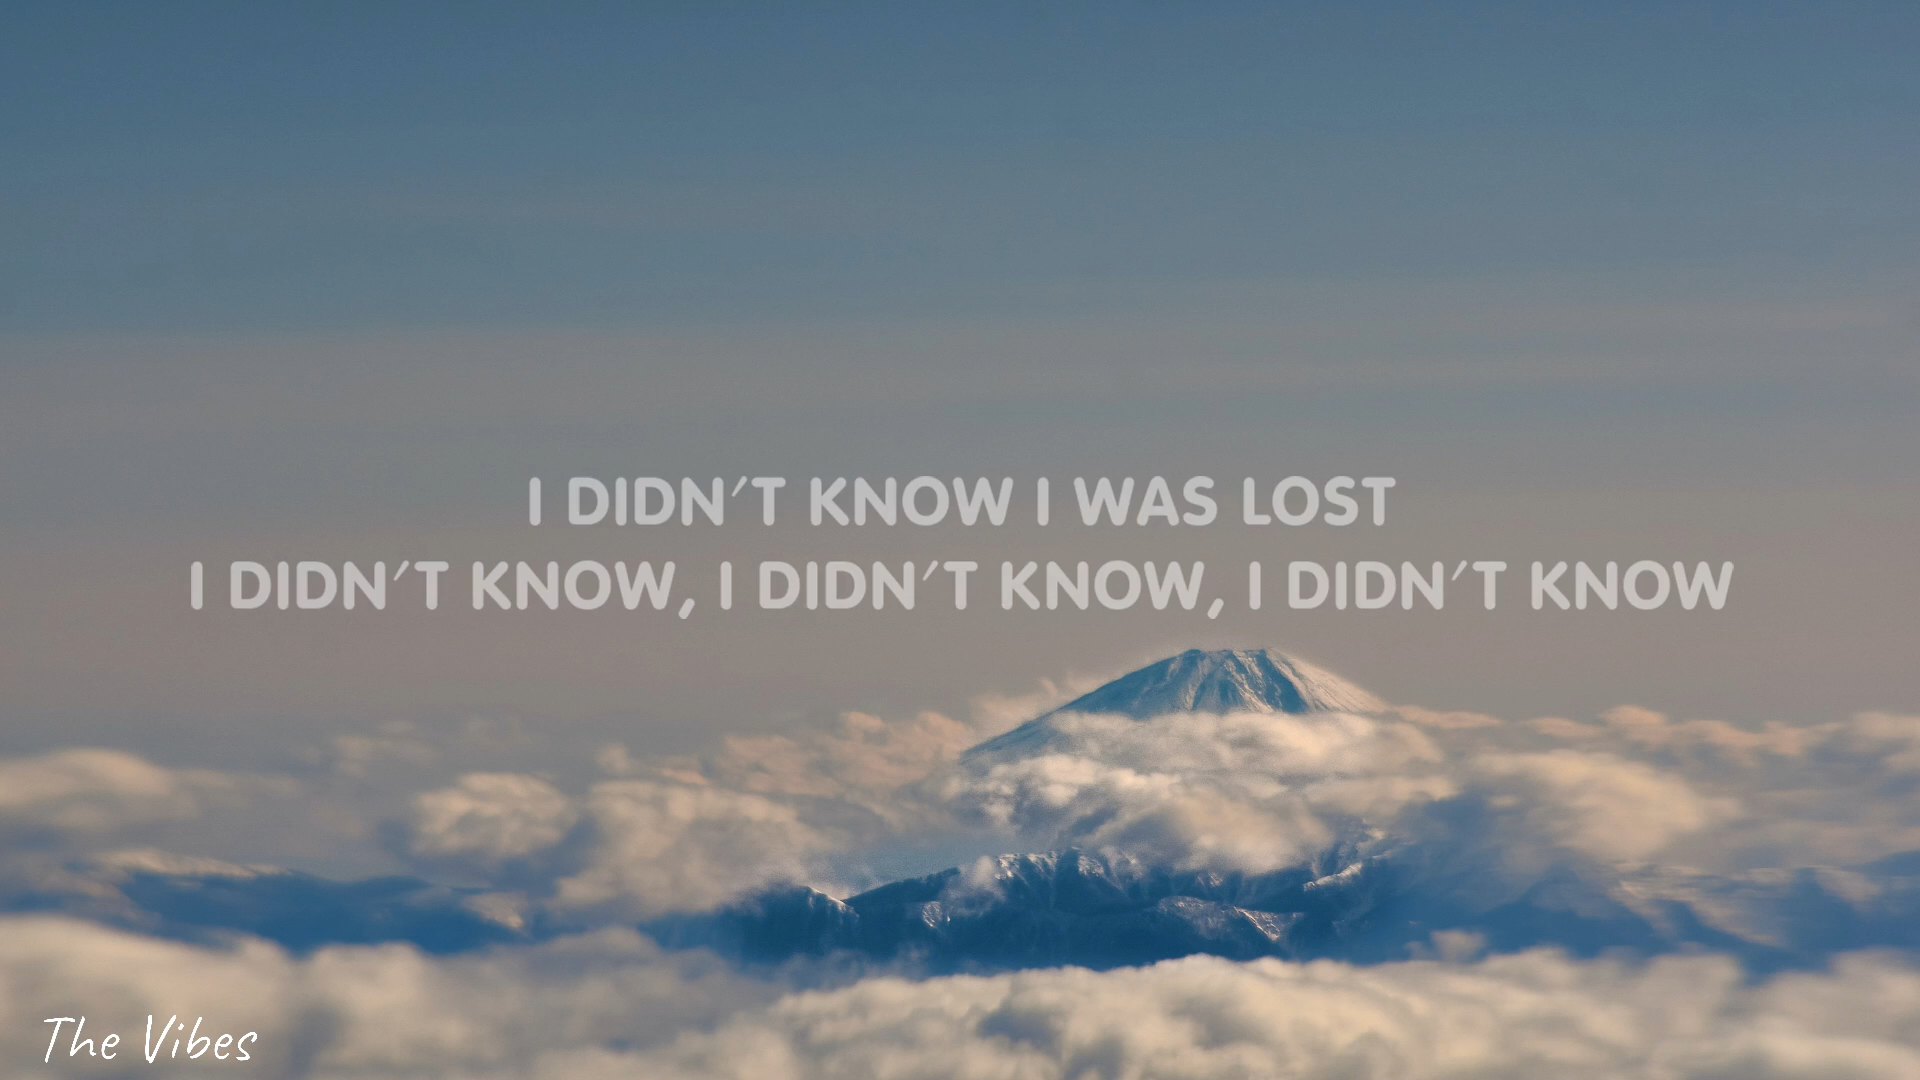 I DIDN'T KNOW I WAS LOST
I DIDN'T KNOW, I DIDN'T KNOW, I DIDN'T KNOW
The Vibes